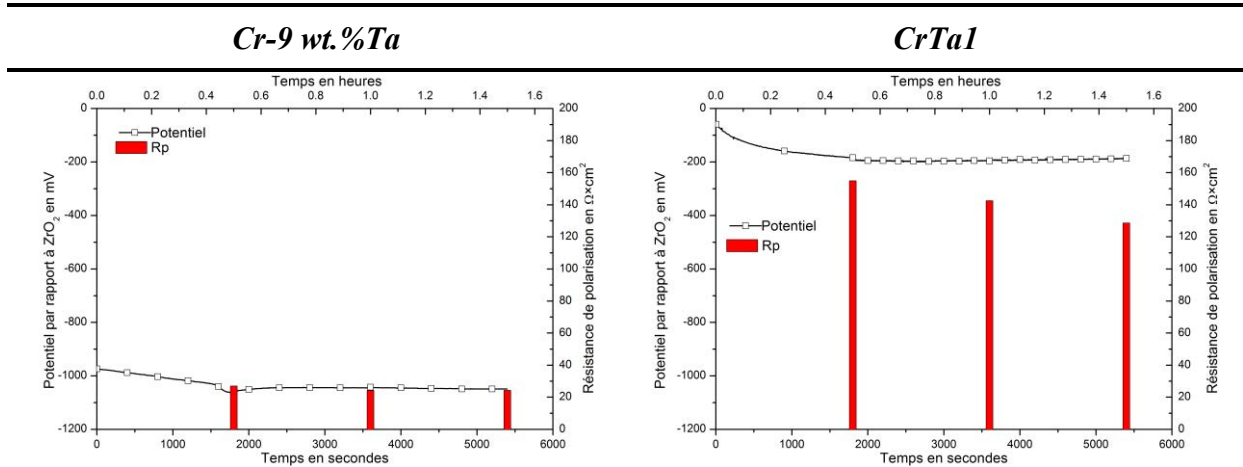 Cr-9 wt.%Ta CrTa1
Temps en heures
0.0 0.2 0.4 0.6 0.8 1.0 1.2 1.4 1.6
0 200
-200 180
-400 160
-600 140
-800 120
-1000 100
-1200 80
60
40
20
0
Potentiel
Rp
Potentiel par rapport à ZrO₂ en mV
Résistance de polarisation en Ω×cm²
0 1000 2000 3000 4000 5000 6000
Temps en secondes
Temps en heures
0.0 0.2 0.4 0.6 0.8 1.0 1.2 1.4 1.6
0 200
-200 180
-400 160
-600 140
-800 120
-1000 100
-1200 80
60
40
20
0
Potentiel
Rp
Potentiel par rapport à ZrO₂ en mV
Résistance de polarisation en Ω×cm²
0 1000 2000 3000 4000 5000 6000
Temps en secondes